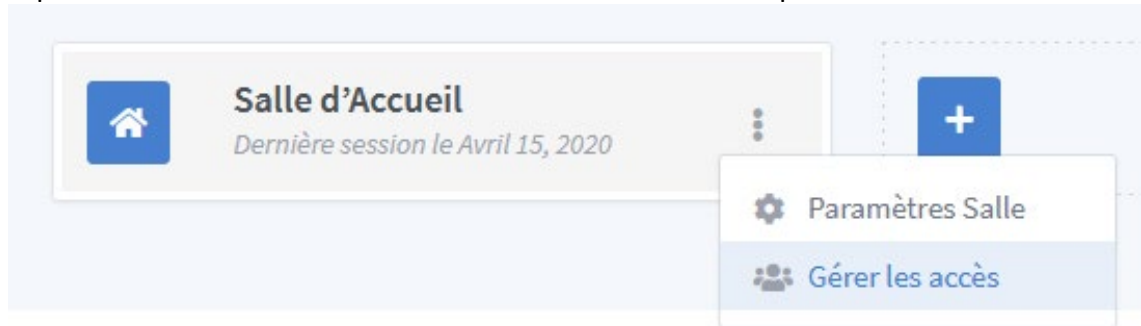 Salle d’Accueil
Dernière session le Avril 15, 2020
Paramètres Salle
Gérer les accès